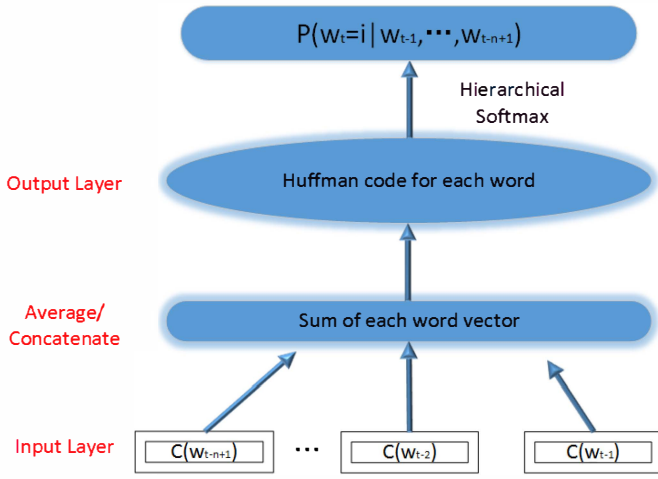 P(wt=i|wt-1,⋯,wt-n+1)
Hierarchical
Softmax
Output Layer
Huffman code for each word
Average/
Concatenate
Sum of each word vector
Input Layer
C(wt-n+1)
⋯
C(wt-2)
C(wt-1)